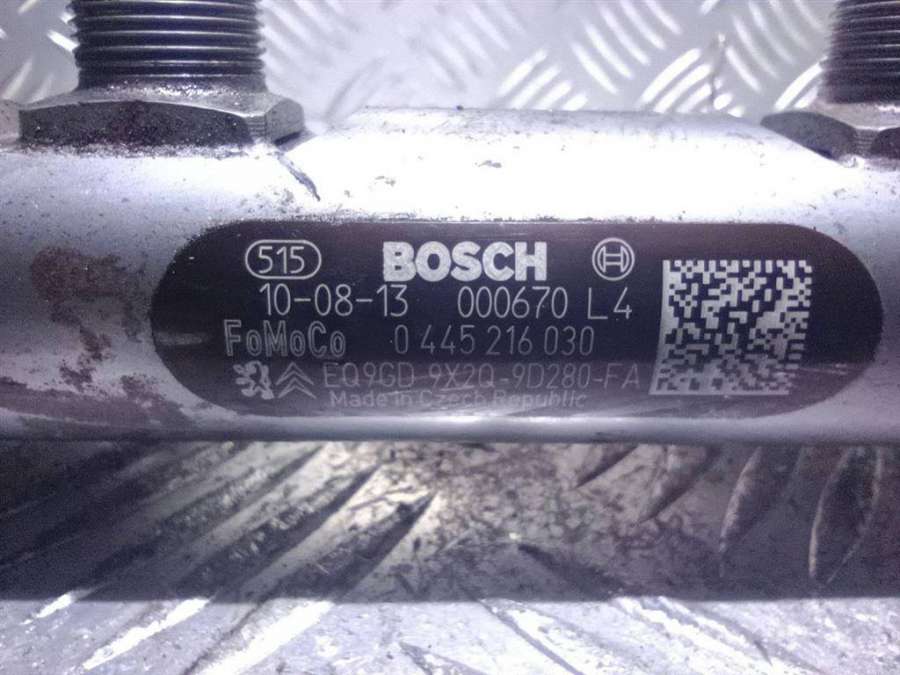 515 BOSCH
10-08-13 000670 L4
FoMoCo 0 445 216 030
EQ9GD 9X2Q-9D280-FA
Made in Czech Republic